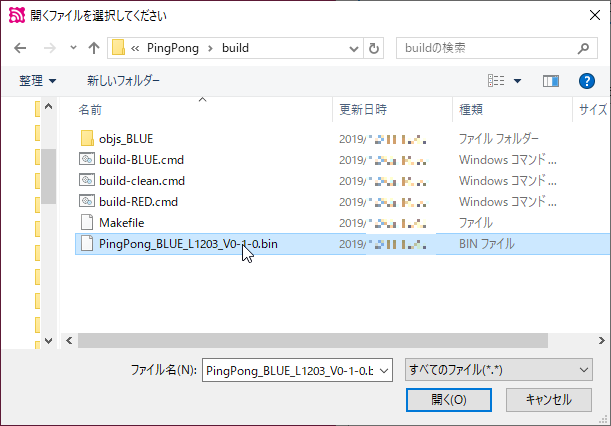 開くファイルを選択してください
« PingPong > build
buildの検索
整理
新しいフォルダー
名前 更新日時 種類 サイズ
objs_BLUE 2019/ ファイル フォルダー
build-BLUE.cmd 2019/ Windows コマンド ...
build-clean.cmd 2019/ Windows コマンド ...
build-RED.cmd 2019/ Windows コマンド ...
Makefile 2019/ ファイル
PingPong_BLUE_L1203_V0-1-0.bin 2019/ BIN ファイル
ファイル名(N): PingPong_BLUE_L1203_V0-1-0.b すべてのファイル(*.*)
開く(O) キャンセル